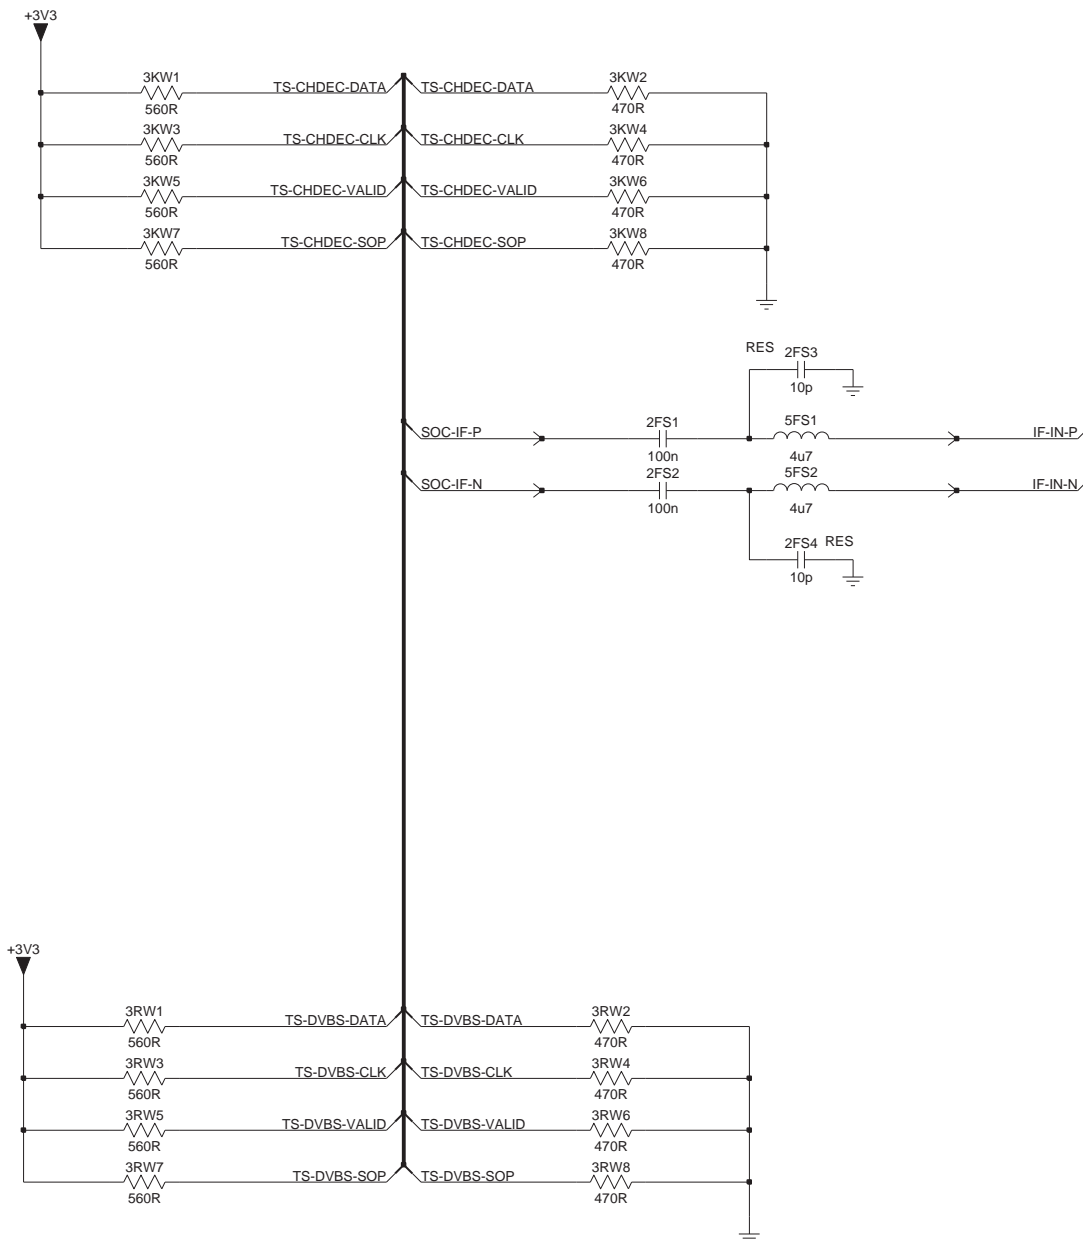 +3V3
3KW1 TS-CHDEC-DATA TS-CHDEC-DATA 3KW2
560R 470R
3KW3 TS-CHDEC-CLK TS-CHDEC-CLK 3KW4
560R 470R
3KW5 TS-CHDEC-VALID TS-CHDEC-VALID 3KW6
560R 470R
3KW7 TS-CHDEC-SOP TS-CHDEC-SOP 3KW8
560R 470R
RES 2FS3
10p
SOC-IF-P 2FS1 5FS1 IF-IN-P
100n 4u7
SOC-IF-N 2FS2 5FS2 IF-IN-N
100n 4u7
2FS4 RES
10p
+3V3
3RW1 TS-DVBS-DATA TS-DVBS-DATA 3RW2
560R 470R
3RW3 TS-DVBS-CLK TS-DVBS-CLK 3RW4
560R 470R
3RW5 TS-DVBS-VALID TS-DVBS-VALID 3RW6
560R 470R
3RW7 TS-DVBS-SOP TS-DVBS-SOP 3RW8
560R 470R